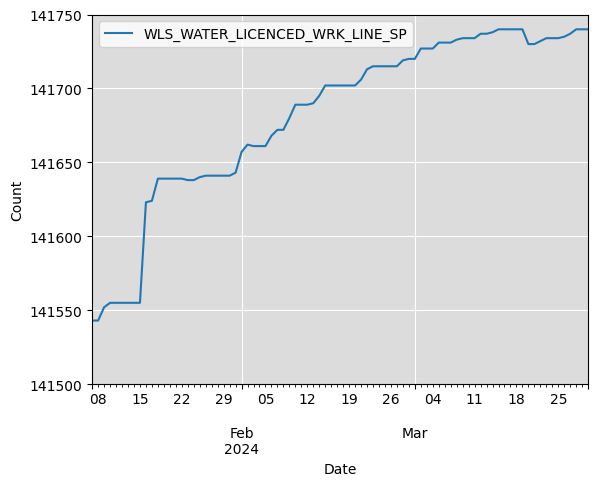 WLS_WATER_LICENCED_WRK_LINE_SP
141750
141700
141650
141600
141550
141500
Count
08 15 22 29 05 12 19 26 04 11 18 25
Feb Mar
2024
Date